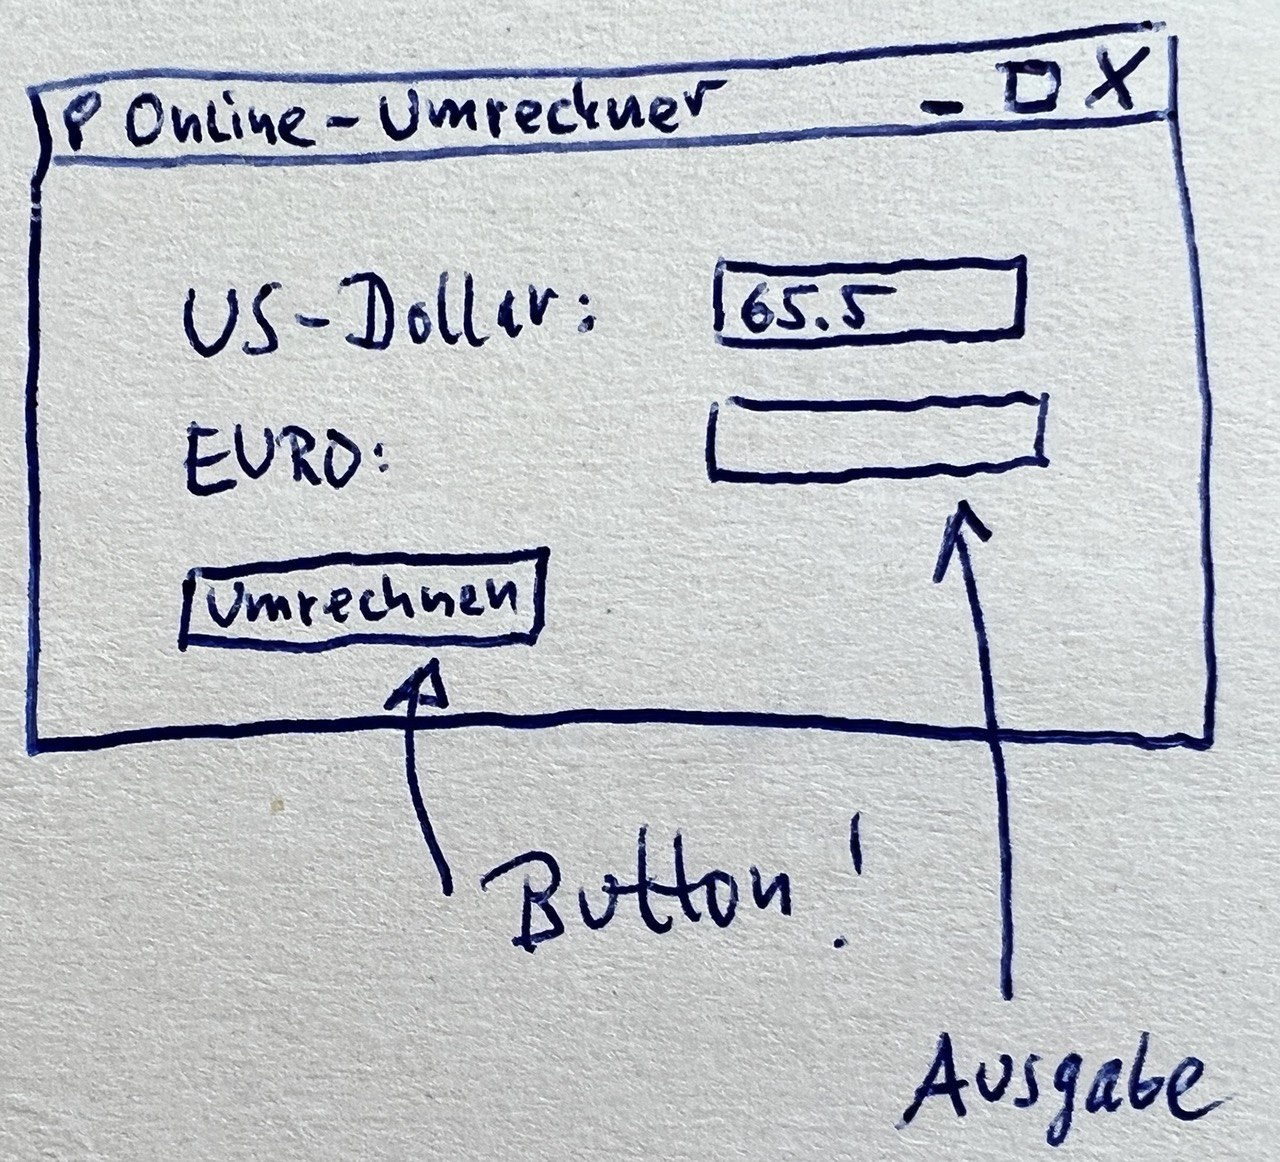 Online-Umrechner _ □ X
US-Dollar: 65.5
EURO:
Umrechnen
Button!
Ausgabe